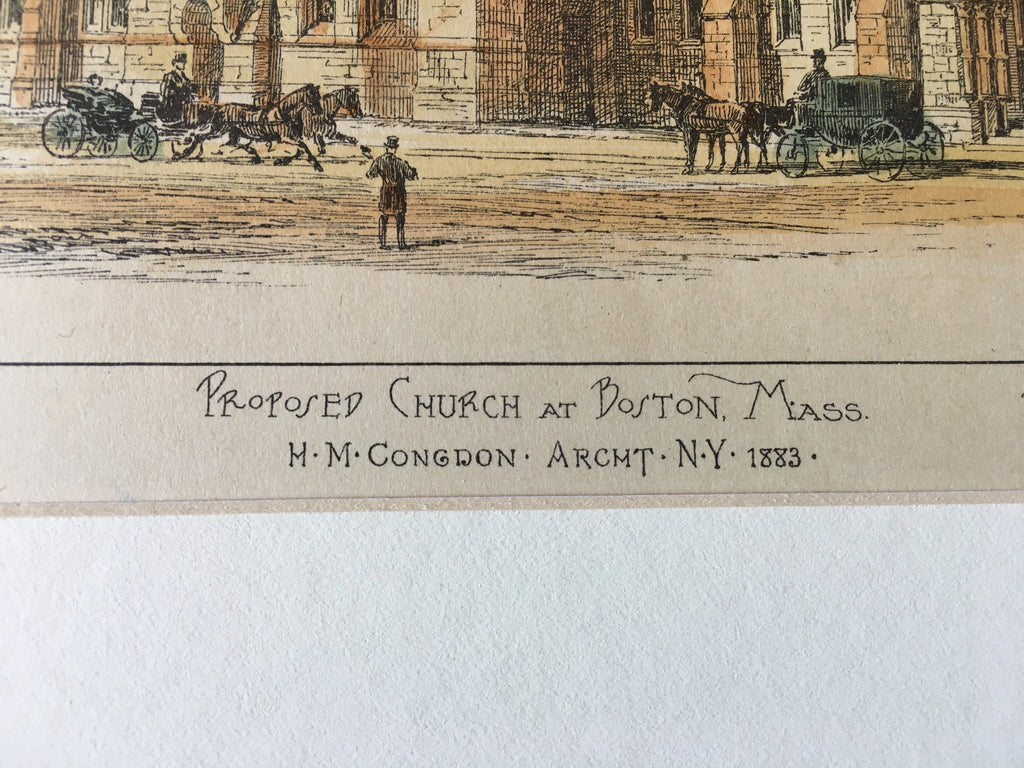 PROPOSED CHURCH AT BOSTON, MASS.
H·M·CONGDON· ARCHT·N·Y·1883·